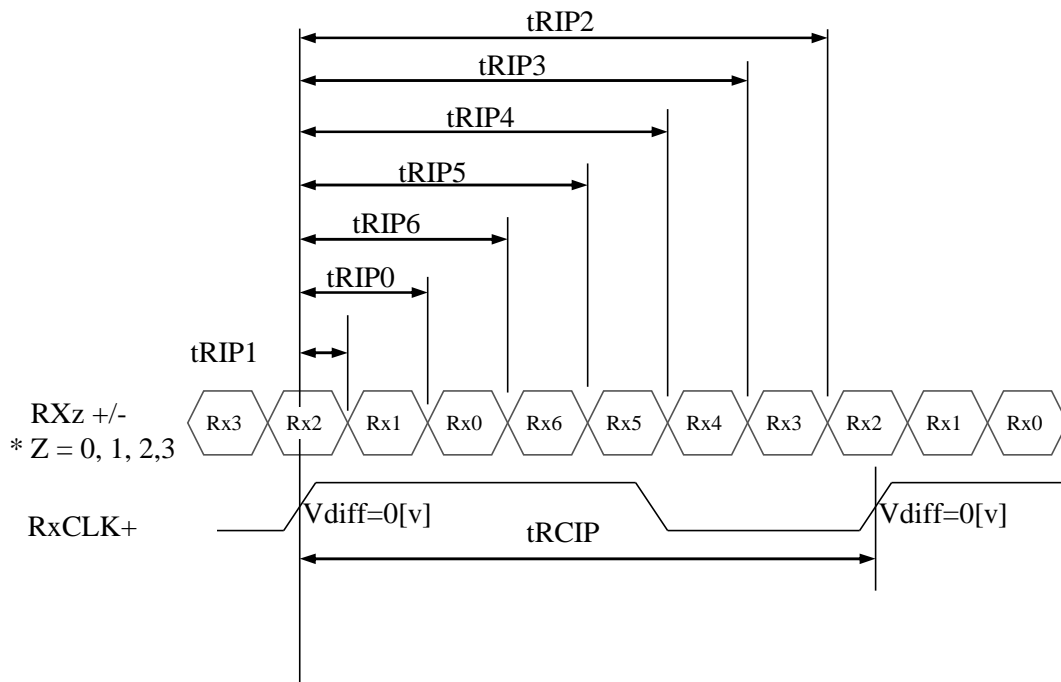 tRIP2
tRIP3
tRIP4
tRIP5
tRIP6
tRIP0
tRIP1
RXz +/-
* Z = 0, 1, 2,3
Rx3 Rx2 Rx1 Rx0 Rx6 Rx5 Rx4 Rx3 Rx2 Rx1 Rx0
RxCLK+
Vdiff=0[v] Vdiff=0[v]
tRCIP